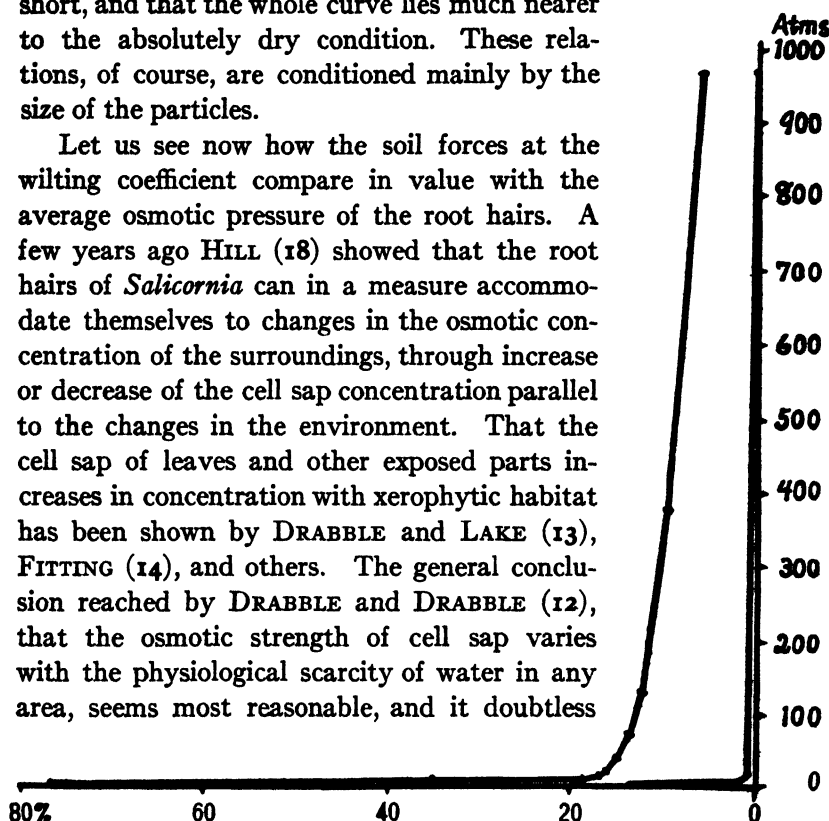 short, and that the whole curve lies much nearer
to the absolutely dry condition. These rela-
tions, of course, are conditioned mainly by the
size of the particles.
Let us see now how the soil forces at the
wilting coefficient compare in value with the
average osmotic pressure of the root hairs. A
few years ago HILL (18) showed that the root
hairs of Salicornia can in a measure accommo-
date themselves to changes in the osmotic con-
centration of the surroundings, through increase
or decrease of the cell sap concentration parallel
to the changes in the environment. That the
cell sap of leaves and other exposed parts in-
creases in concentration with xerophytic habitat
has been shown by DRABBLE and LAKE (13),
FITTING (14), and others. The general conclu-
sion reached by DRABBLE and DRABBLE (12),
that the osmotic strength of cell sap varies
with the physiological scarcity of water in any
area, seems most reasonable, and it doubtless
Atms
1000
900
800
700
600
500
400
300
200
100
0
80% 60 40 20 0